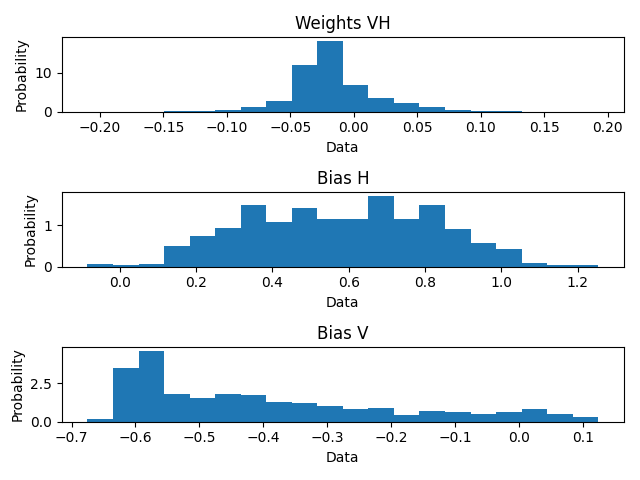 Weights VH
Probability
10
0
−0.20 −0.15 −0.10 −0.05 0.00 0.05 0.10 0.15 0.20
Data
Bias H
Probability
1
0
0.0 0.2 0.4 0.6 0.8 1.0 1.2
Data
Bias V
Probability
2.5
0.0
−0.7 −0.6 −0.5 −0.4 −0.3 −0.2 −0.1 0.0 0.1
Data